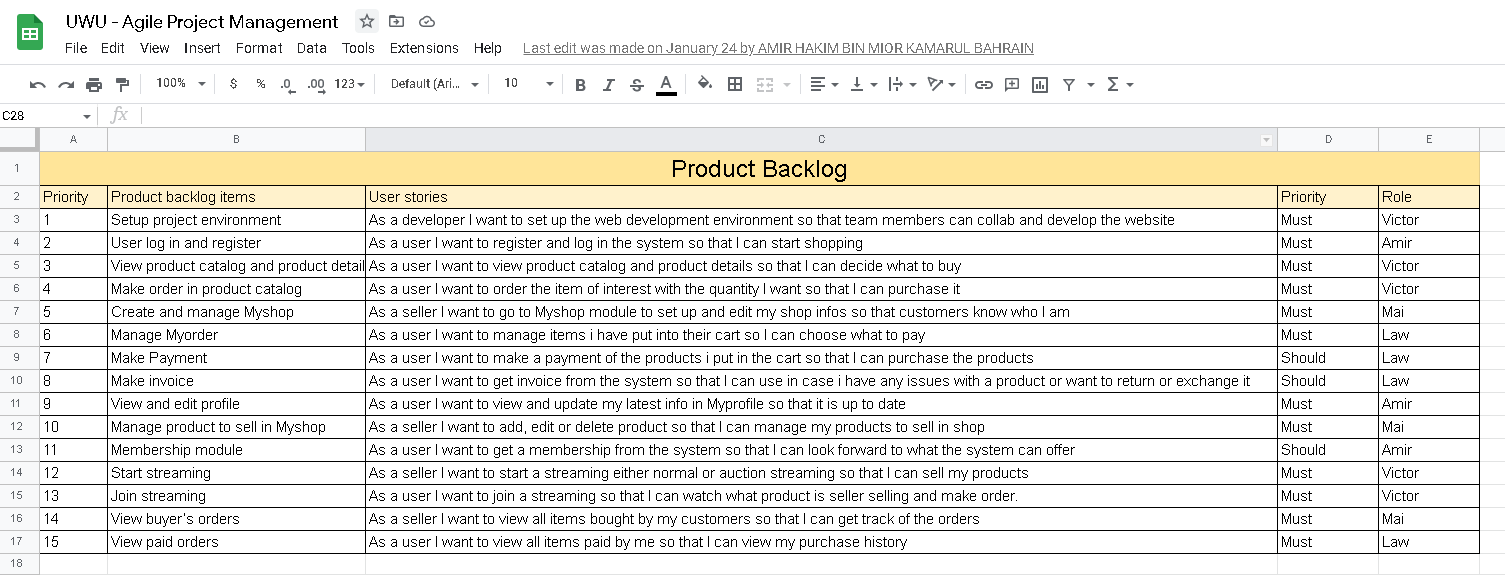 UWU - Agile Project Management
File Edit View Insert Format Data Tools Extensions Help Last edit was made on January 24 by AMIR HAKIM BIN MIOR KAMARUL BAHRAIN
100% $ % .0 .00 123 Default (Ari... 10 B I S A Σ
C28 fx
A B C D E
1 Product Backlog
2 Priority Product backlog items User stories Priority Role
3 1 Setup project environment As a developer I want to set up the web development environment so that team members can collab and develop the website Must Victor
4 2 User log in and register As a user I want to register and log in the system so that I can start shopping Must Amir
5 3 View product catalog and product detail As a user I want to view product catalog and product details so that I can decide what to buy Must Victor
6 4 Make order in product catalog As a user I want to order the item of interest with the quantity I want so that I can purchase it Must Victor
7 5 Create and manage Myshop As a seller I want to go to Myshop module to set up and edit my shop infos so that customers know who I am Must Mai
8 6 Manage Myorder As a user I want to manage items i have put into their cart so I can choose what to pay Must Law
9 7 Make Payment As a user I want to make a payment of the products i put in the cart so that I can purchase the products Should Law
10 8 Make invoice As a user I want to get invoice from the system so that I can use in case i have any issues with a product or want to return or exchange it Should Law
11 9 View and edit profile As a user I want to view and update my latest info in Myprofile so that it is up to date Must Amir
12 10 Manage product to sell in Myshop As a seller I want to add, edit or delete product so that I can manage my products to sell in shop Must Mai
13 11 Membership module As a user I want to get a membership from the system so that I can look forward to what the system can offer Should Amir
14 12 Start streaming As a seller I want to start a streaming either normal or auction streaming so that I can sell my products Must Victor
15 13 Join streaming As a user I want to join a streaming so that I can watch what product is seller selling and make order. Must Victor
16 14 View buyer's orders As a seller I want to view all items bought by my customers so that I can get track of the orders Must Mai
17 15 View paid orders As a user I want to view all items paid by me so that I can view my purchase history Must Law
18